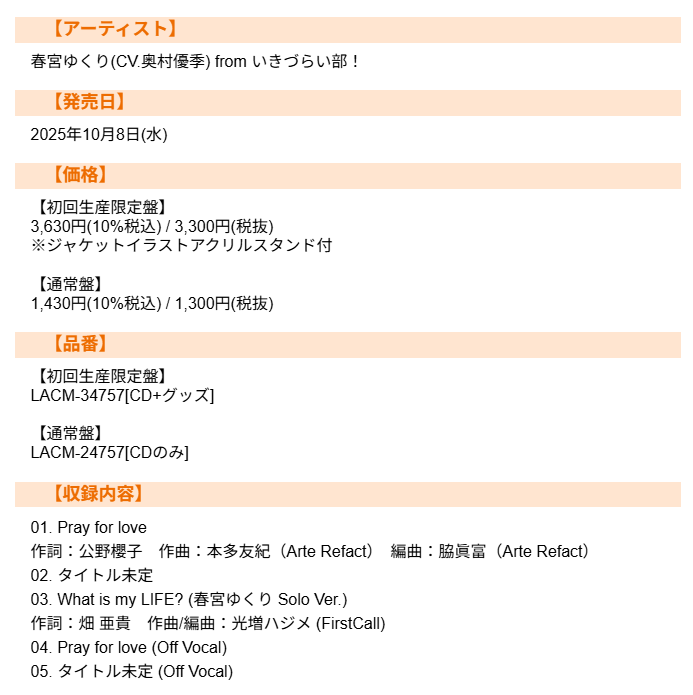 【アーティスト】
春宮ゆくり(CV.奥村優季) from いきづらい部！
【発売日】
2025年10月8日(水)
【価格】
【初回生産限定盤】
3,630円(10%税込) / 3,300円(税抜)
※ジャケットイラストアクリルスタンド付
【通常盤】
1,430円(10%税込) / 1,300円(税抜)
【品番】
【初回生産限定盤】
LACM-34757[CD+グッズ]
【通常盤】
LACM-24757[CDのみ]
【収録内容】
01. Pray for love
作詞：公野櫻子　作曲：本多友紀（Arte Refact）　編曲：脇眞富（Arte Refact）
02. タイトル未定
03. What is my LIFE? (春宮ゆくり Solo Ver.)
作詞：畑 亜貴　作曲/編曲：光増ハジメ (FirstCall)
04. Pray for love (Off Vocal)
05. タイトル未定 (Off Vocal)